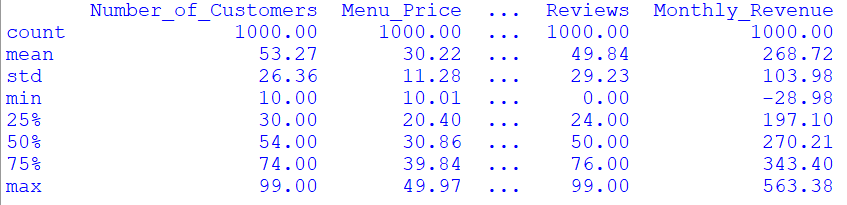 Number_of_Customers Menu_Price ... Reviews Monthly_Revenue
count 1000.00 1000.00 ... 1000.00 1000.00
mean 53.27 30.22 ... 49.84 268.72
std 26.36 11.28 ... 29.23 103.98
min 10.00 10.01 ... 0.00 -28.98
25% 30.00 20.40 ... 24.00 197.10
50% 54.00 30.86 ... 50.00 270.21
75% 74.00 39.84 ... 76.00 343.40
max 99.00 49.97 ... 99.00 563.38